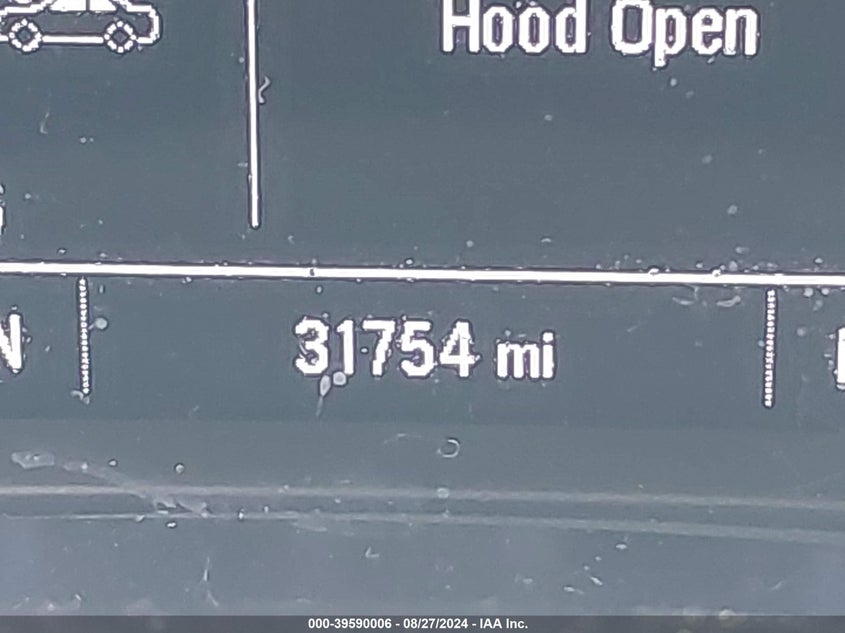 Hood Open
N
31754 mi
000-39590006 - 08/27/2024 - IAA Inc.